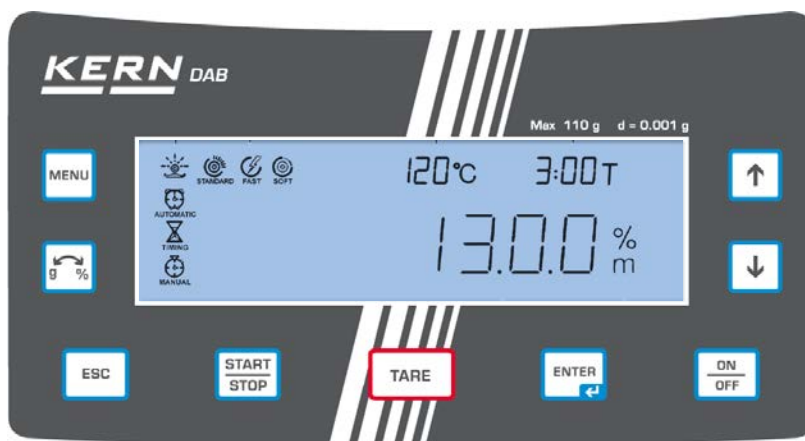 KERN DAB
Max 110 g d = 0.001 g
MENU
STANDARD FAST SOFT
120°C 3:00T
↑
AUTOMATIC
TIMING
MANUAL
13.0.0 % m
g %
↓
ESC
START
STOP
TARE
ENTER
ON
OFF